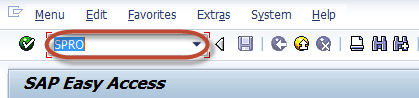 Menu Edit Favorites Extras System Help
SPRO
SAP Easy Access